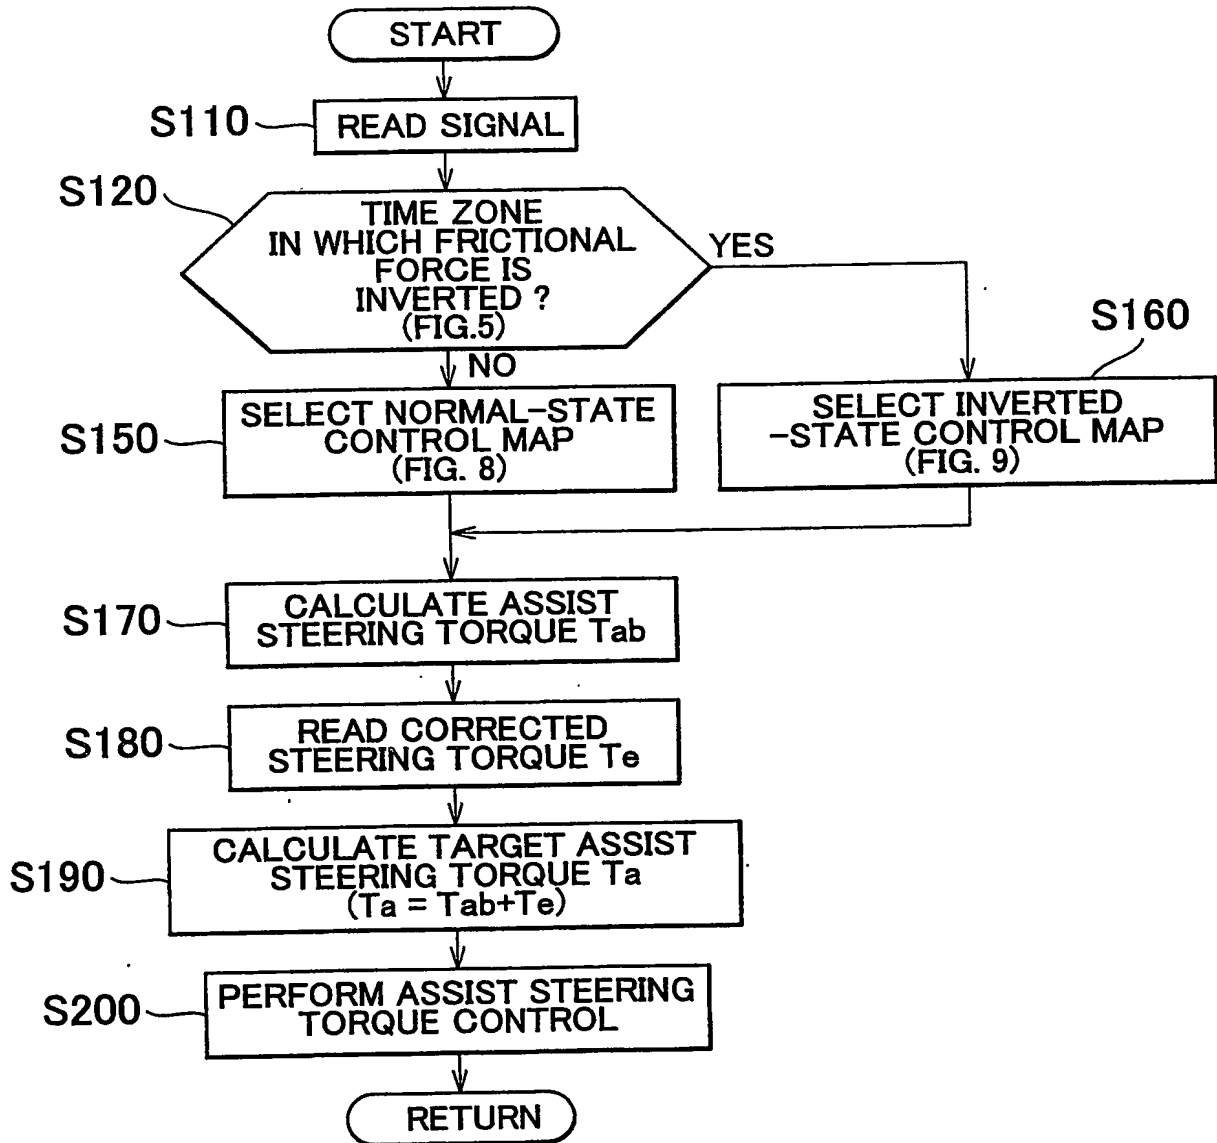 START
S110
READ SIGNAL
S120
TIME ZONE
IN WHICH FRICTIONAL
FORCE IS
INVERTED ?
(FIG.5)
YES
NO
S150
SELECT NORMAL-STATE
CONTROL MAP
(FIG. 8)
S160
SELECT INVERTED
-STATE CONTROL MAP
(FIG. 9)
S170
CALCULATE ASSIST
STEERING TORQUE Tab
S180
READ CORRECTED
STEERING TORQUE Te
S190
CALCULATE TARGET ASSIST
STEERING TORQUE Ta
(Ta = Tab+Te)
S200
PERFORM ASSIST STEERING
TORQUE CONTROL
RETURN